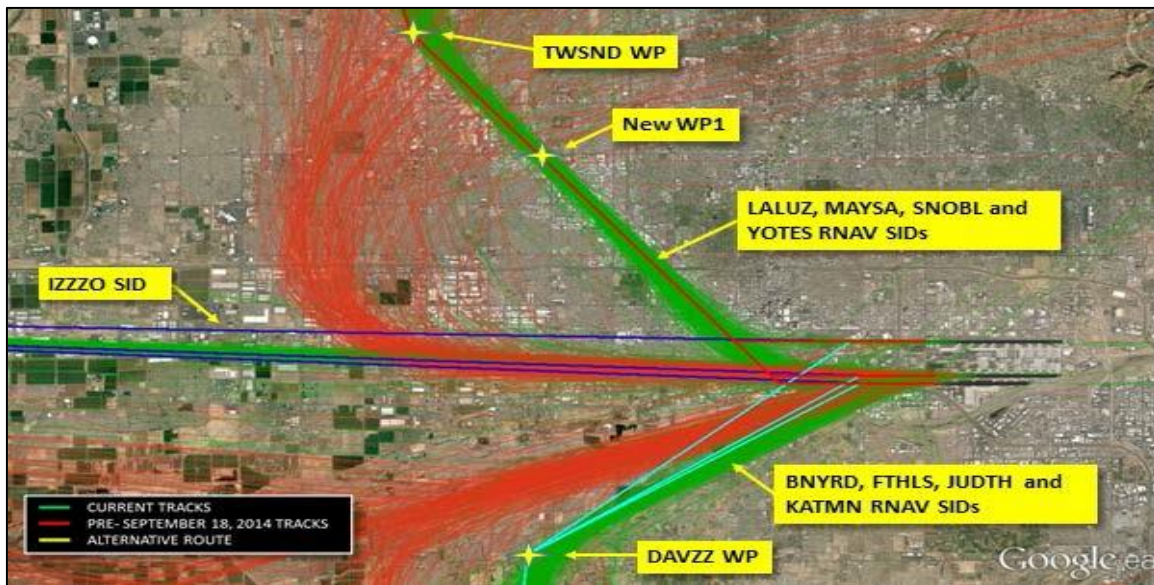 TWSND WP
New WP1
LALUZ, MAYSA, SNOBL and
YOTES RNAV SIDs
IZZZO SID
BNYRD, FTHLS, JUDTH and
KATMN RNAV SIDs
CURRENT TRACKS
PRE- SEPTEMBER 18, 2014 TRACKS
ALTERNATIVE ROUTE
DAVZZ WP
Google ea